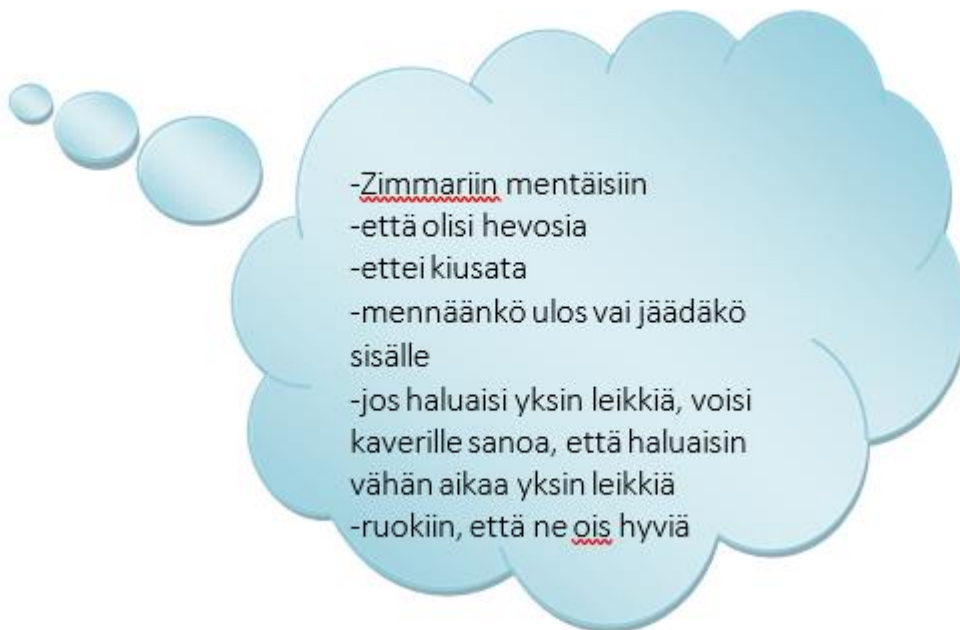 -Zimmariin mentäisiin
-että olisi hevosia
-ettei kiusata
-mennäänkö ulos vai jäädäkö
sisälle
-jos haluaisi yksin leikkiä, voisi
kaverille sanoa, että haluaisin
vähän aikaa yksin leikkiä
-ruokiin, että ne ois hyviä